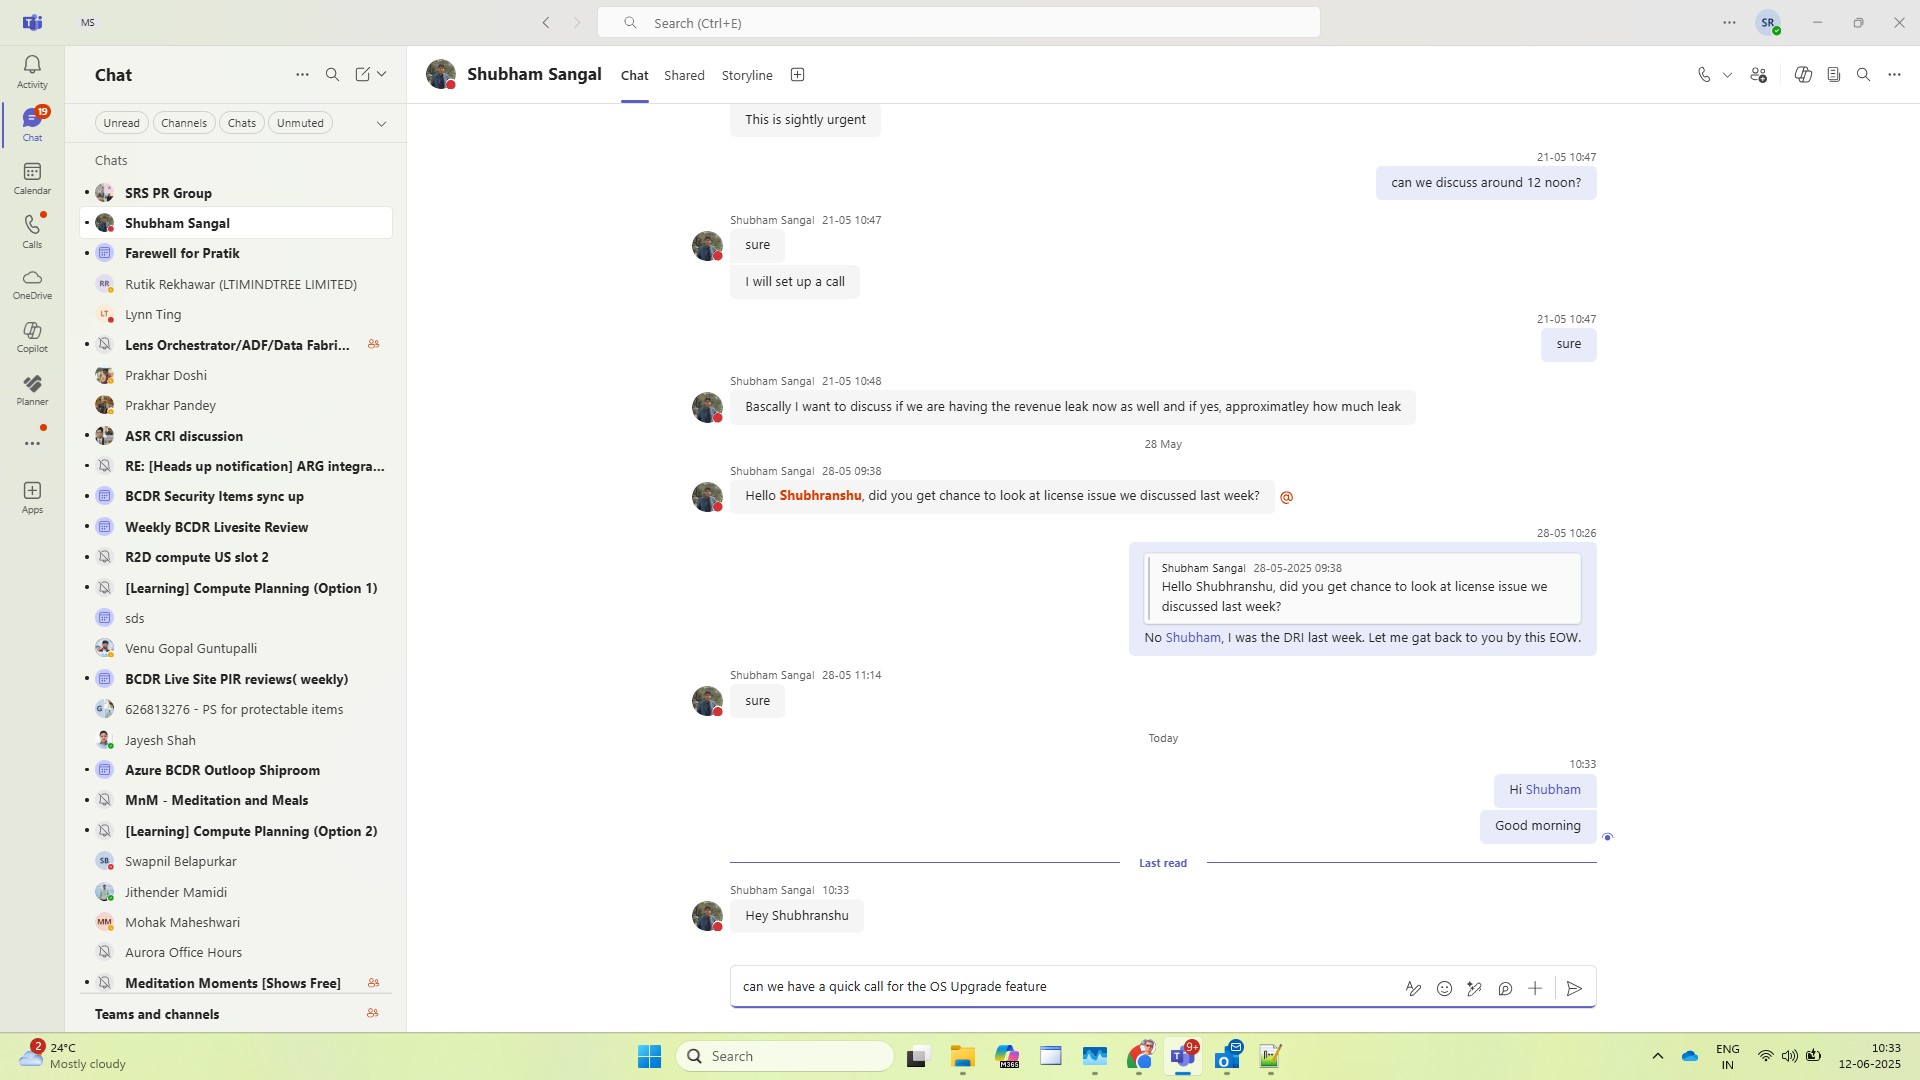 MS
Search (Ctrl+E)
SR
Activity
19
Chat
Calendar
Calls
OneDrive
Copilot
Planner
Apps
Chat
Unread
Channels
Chats
Unmuted
Chats
SRS PR Group
Shubham Sangal
Farewell for Pratik
RR
Rutik Rekhawar (LTIMINDTREE LIMITED)
LT
Lynn Ting
Lens Orchestrator/ADF/Data Fabri...
Prakhar Doshi
Prakhar Pandey
ASR CRI discussion
RE: [Heads up notification] ARG integra...
BCDR Security Items sync up
Weekly BCDR Livesite Review
R2D compute US slot 2
[Learning] Compute Planning (Option 1)
sds
Venu Gopal Guntupalli
BCDR Live Site PIR reviews( weekly)
626813276 - PS for protectable items
Jayesh Shah
Azure BCDR Outloop Shiproom
MnM - Meditation and Meals
[Learning] Compute Planning (Option 2)
SB
Swapnil Belapurkar
Jithender Mamidi
MM
Mohak Maheshwari
Aurora Office Hours
Meditation Moments [Shows Free]
Teams and channels
Shubham Sangal
Chat
Shared
Storyline
This is sightly urgent
21-05 10:47
can we discuss around 12 noon?
Shubham Sangal 21-05 10:47
sure
I will set up a call
21-05 10:47
sure
Shubham Sangal 21-05 10:48
Bascally I want to discuss if we are having the revenue leak now as well and if yes, approximatley how much leak
28 May
Shubham Sangal 28-05 09:38
Hello Shubhranshu, did you get chance to look at license issue we discussed last week?
@
28-05 10:26
Shubham Sangal 28-05-2025 09:38
Hello Shubhranshu, did you get chance to look at license issue we
discussed last week?
No Shubham, I was the DRI last week. Let me gat back to you by this EOW.
Shubham Sangal 28-05 11:14
sure
Today
10:33
Hi Shubham
Good morning
Last read
Shubham Sangal 10:33
Hey Shubhranshu
can we have a quick call for the OS Upgrade feature
2
24°C
Mostly cloudy
Search
M365
9+
ENG
IN
10:33
12-06-2025